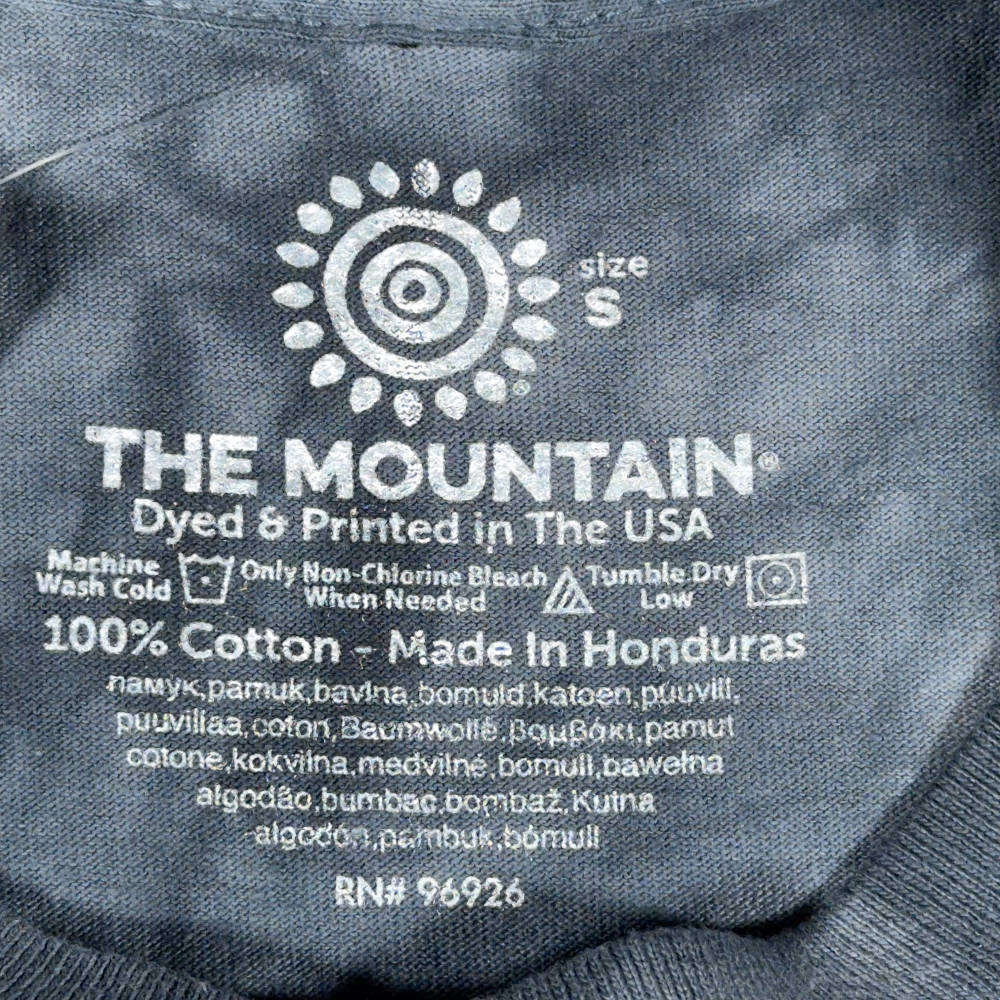 size
S
THE MOUNTAIN®
Dyed & Printed in The USA
Machine Wash Cold
Only Non-Chlorine Bleach When Needed
Tumble Dry Low
100% Cotton - Made In Honduras
памук,pamuk,bavlna,bomuld,katoen,puuvill,
puuvillaa,coton,Baumwolle,βαμβάκι,pamut
cotone,kokvilna,medvilnė,bomull,bawełna
algodão,bumbac,bombaž,Kutna
algodón,pambuk,bomull
RN# 96926